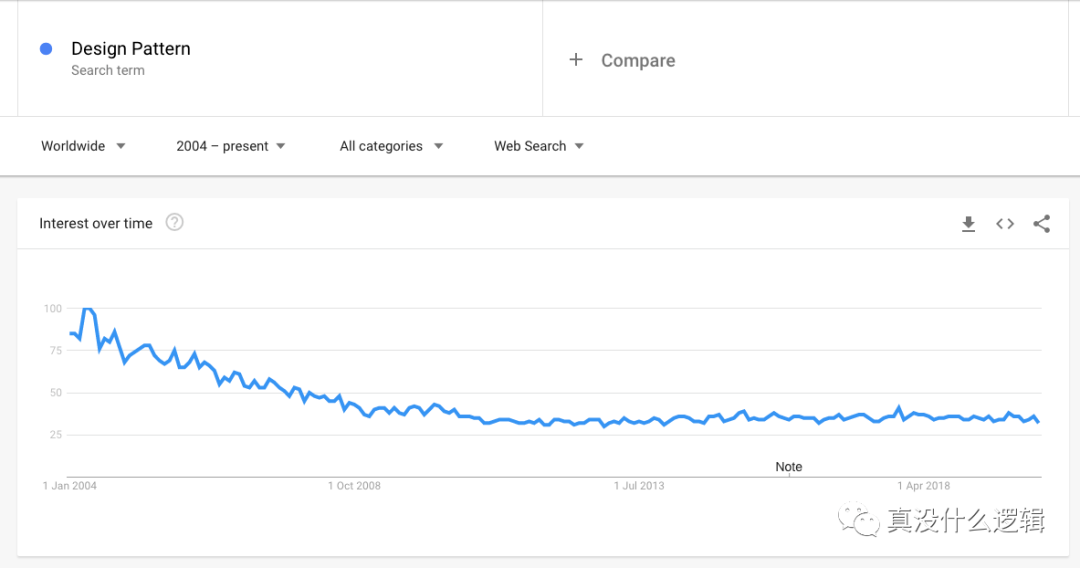 Design Pattern
Search term
+ Compare
Worldwide
2004 – present
All categories
Web Search
Interest over time ?
100
75
50
25
Note
1 Jan 2004
1 Oct 2008
1 Jul 2013
1 Apr 2018
真没什么逻辑